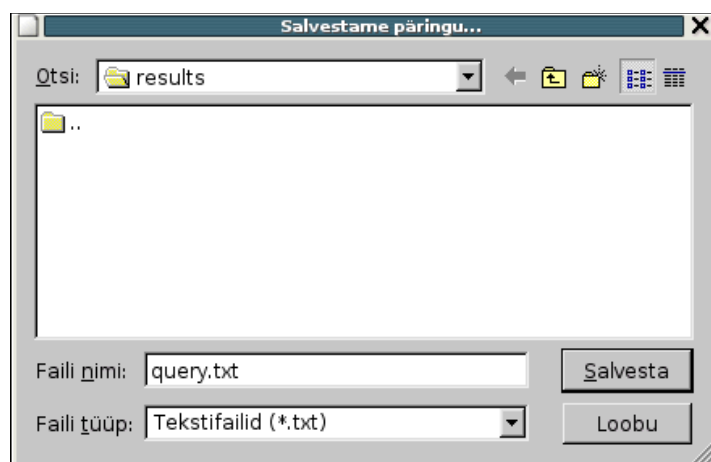 Salvestame päringu...
Otsi: results
..
Faili nimi: query.txt Salvesta
Faili tüüp: Tekstifailid (*.txt) Loobu